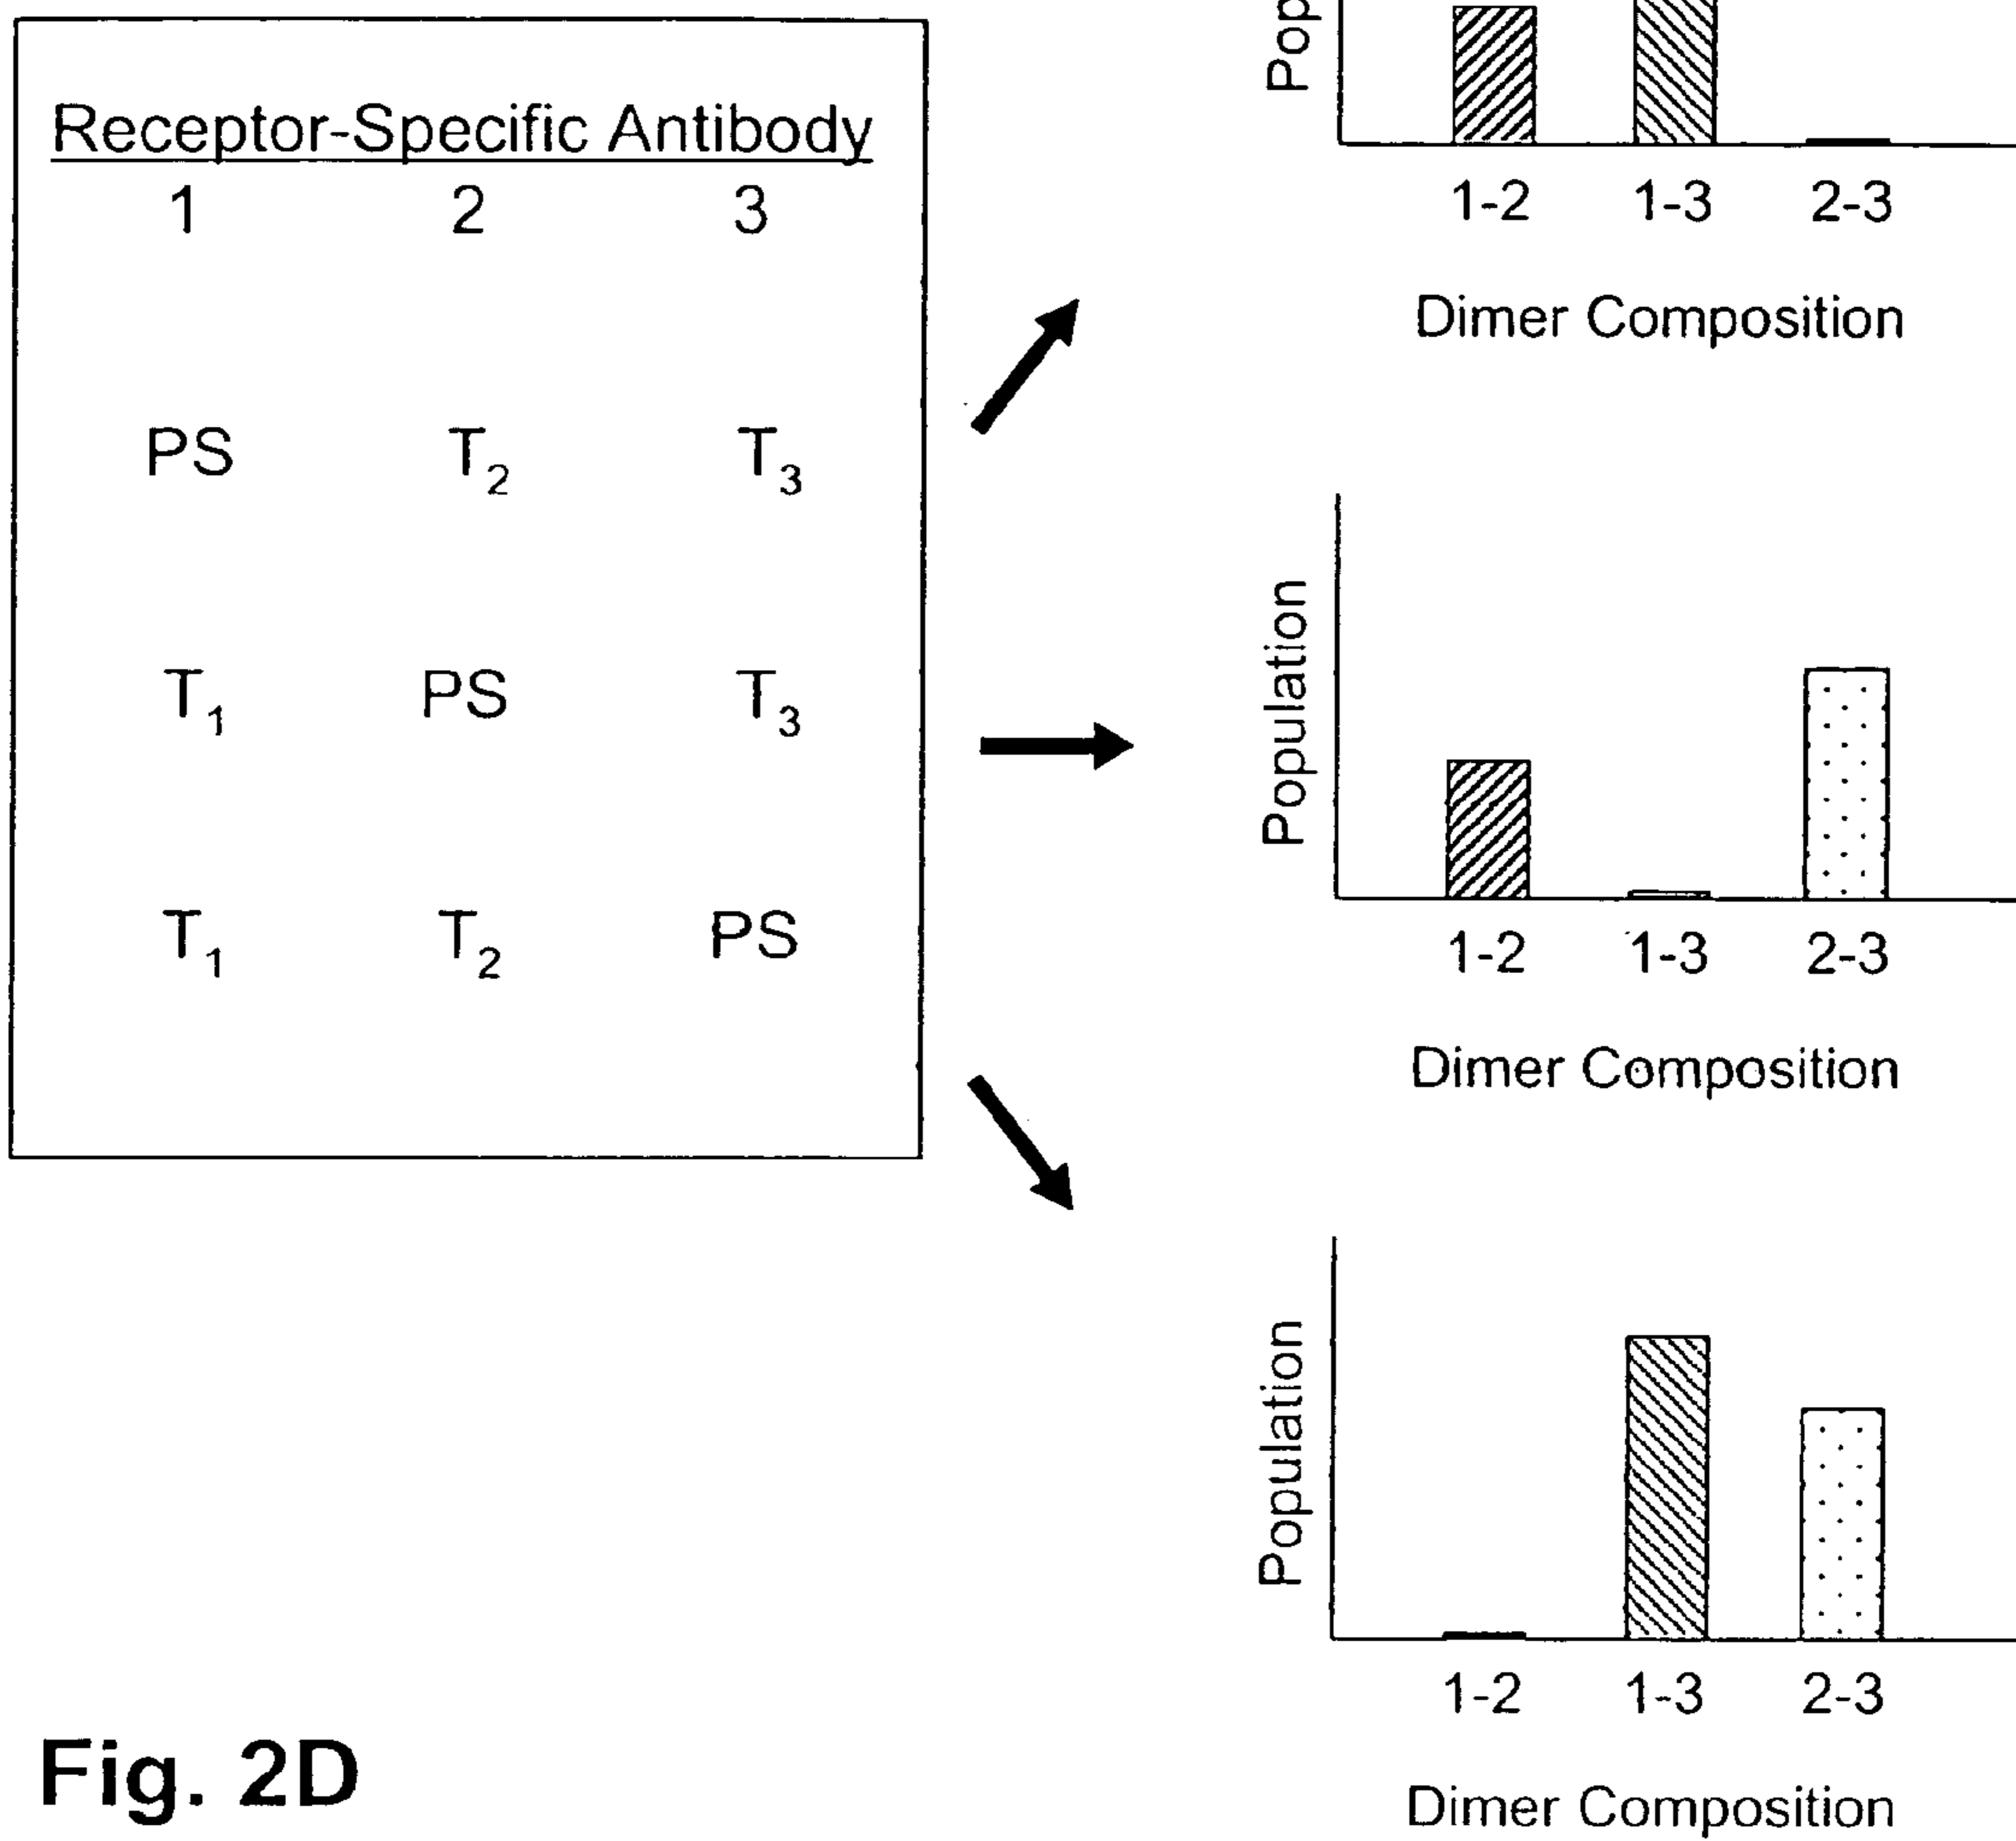 Receptor-Specific Antibody
1 2 3
PS T2 T3
T1 PS T3
T1 T2 PS
1-2 1-3 2-3
Dimer Composition
Population
1-2 1-3 2-3
Dimer Composition
Population
1-2 1-3 2-3
Dimer Composition
Fig. 2D